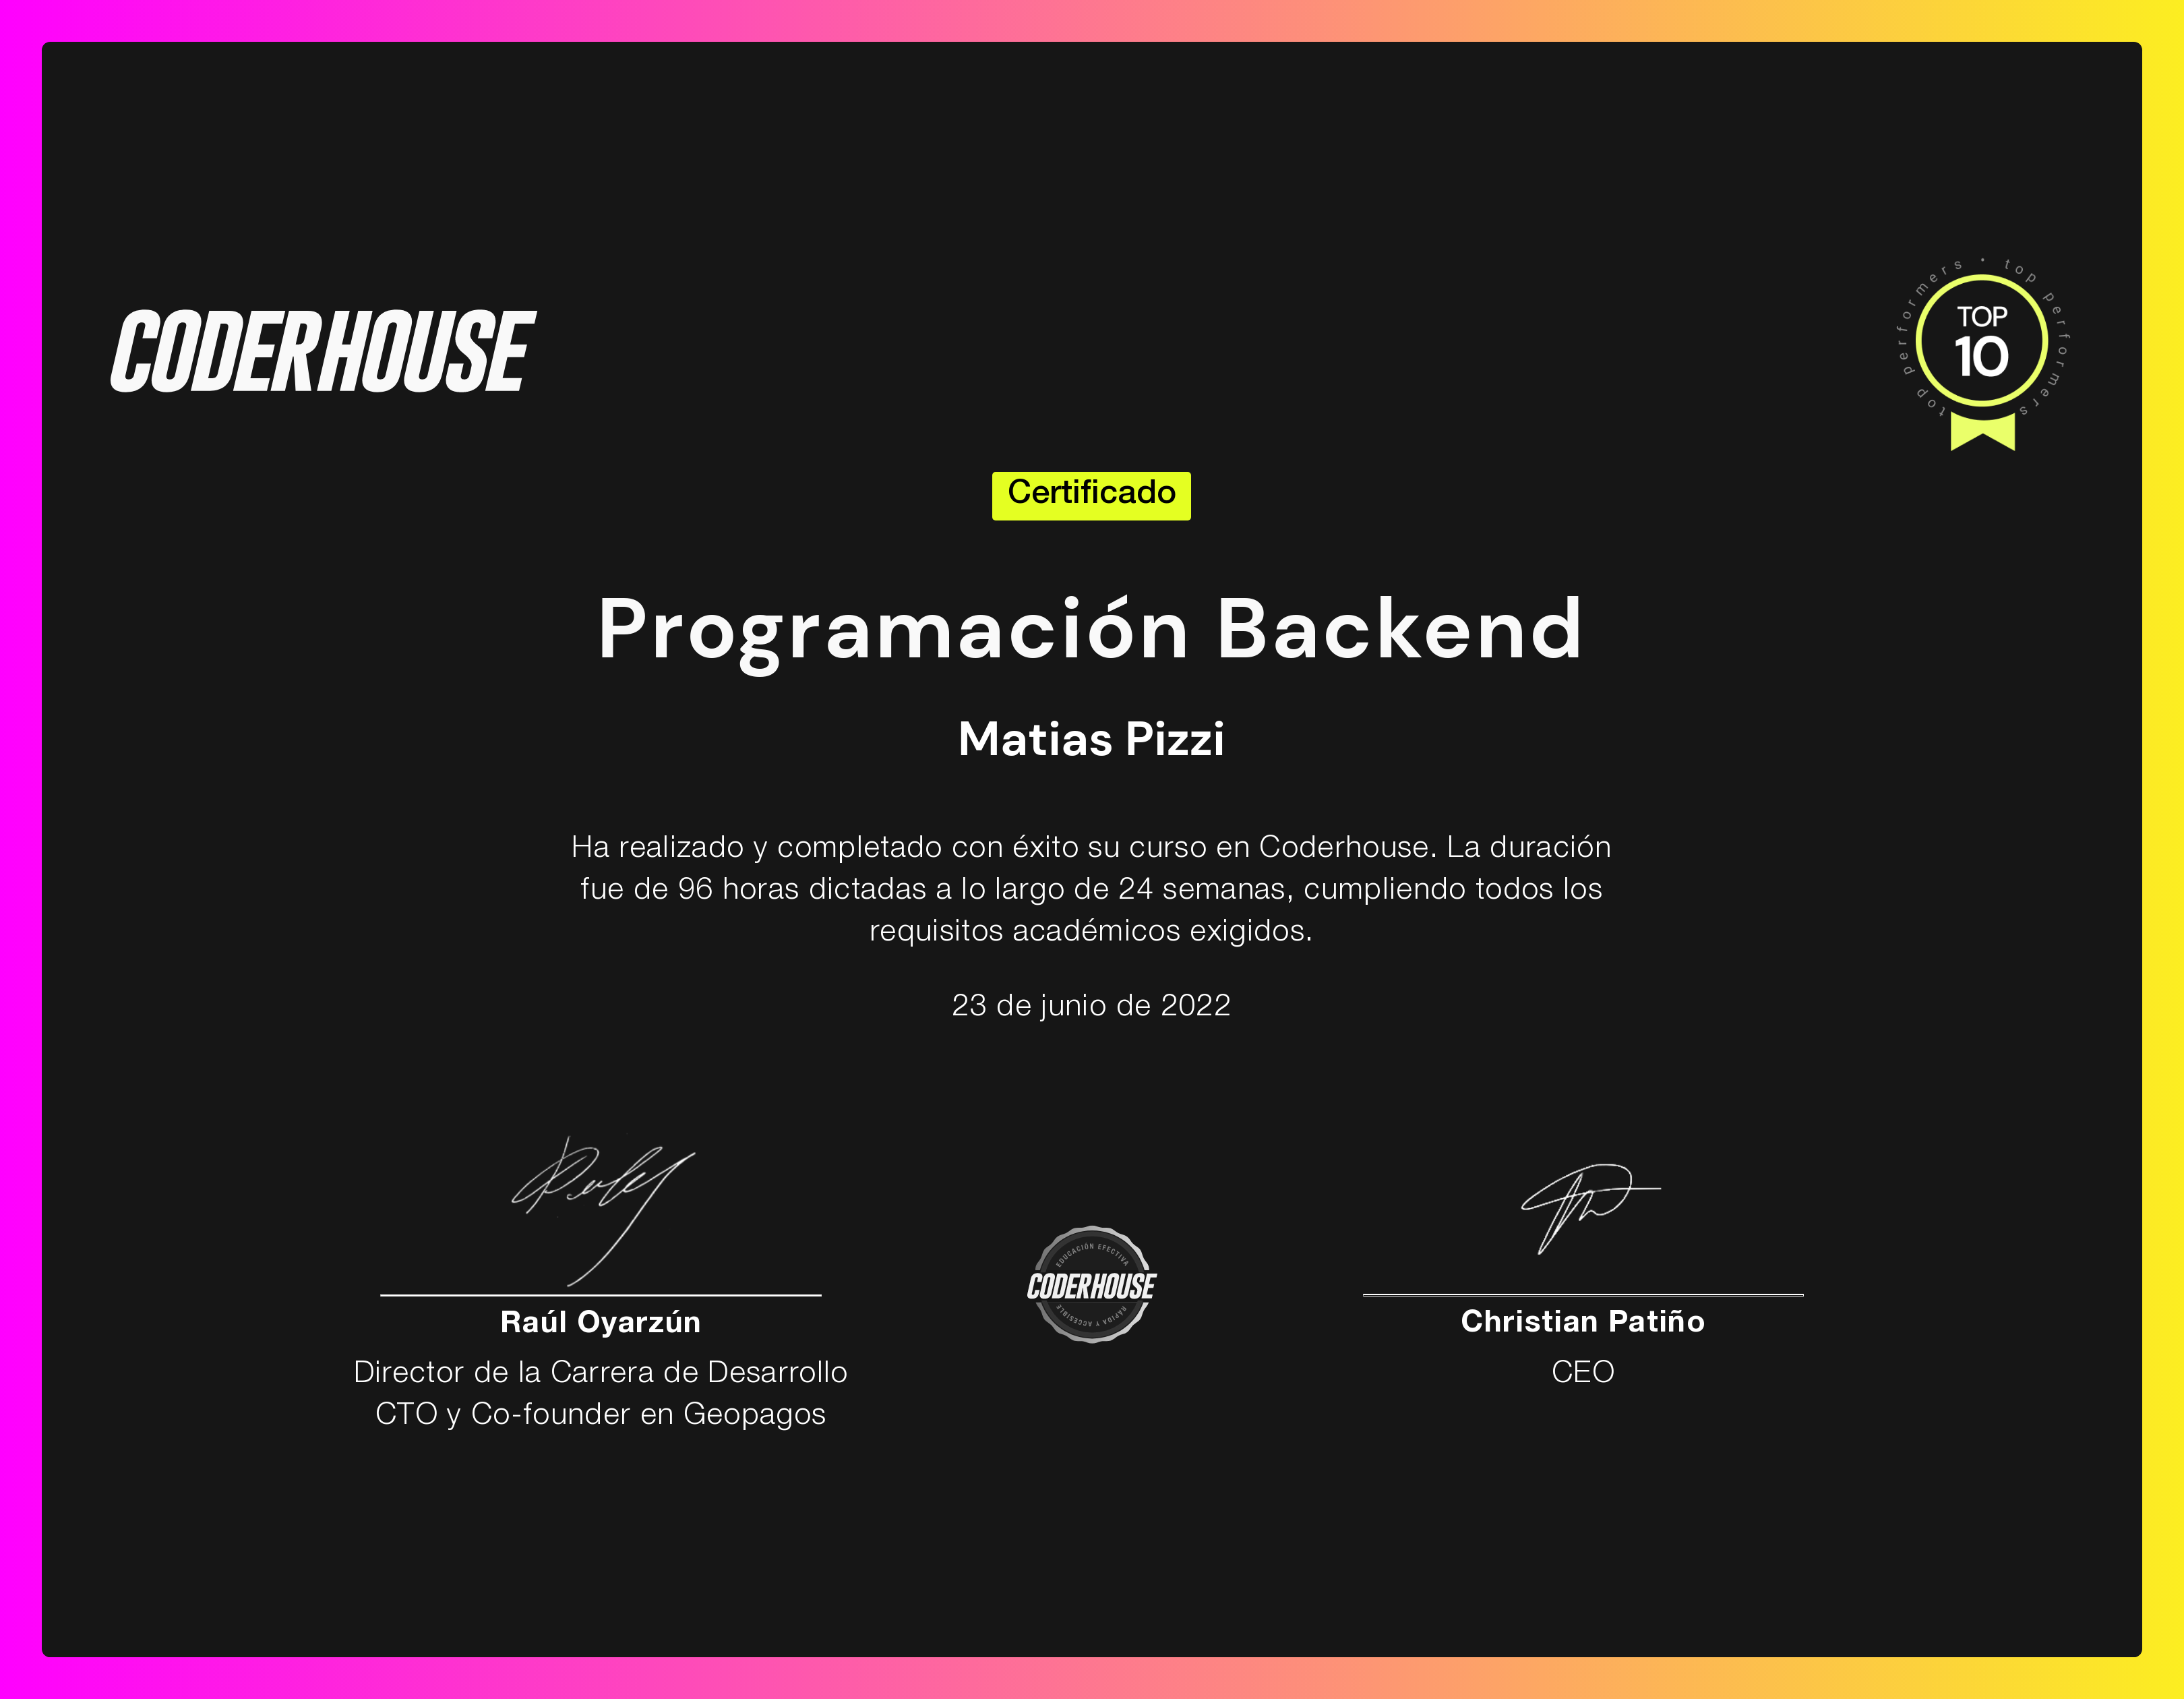 CODERHOUSE
top performers • top performers
TOP
10
Certificado
Programación Backend
Matias Pizzi
Ha realizado y completado con éxito su curso en Coderhouse. La duración
fue de 96 horas dictadas a lo largo de 24 semanas, cumpliendo todos los
requisitos académicos exigidos.
23 de junio de 2022
EDUCACIÓN EFECTIVA
CODERHOUSE
RÁPIDA Y ACCESIBLE
Raúl Oyarzún
Director de la Carrera de Desarrollo
CTO y Co-founder en Geopagos
Christian Patiño
CEO